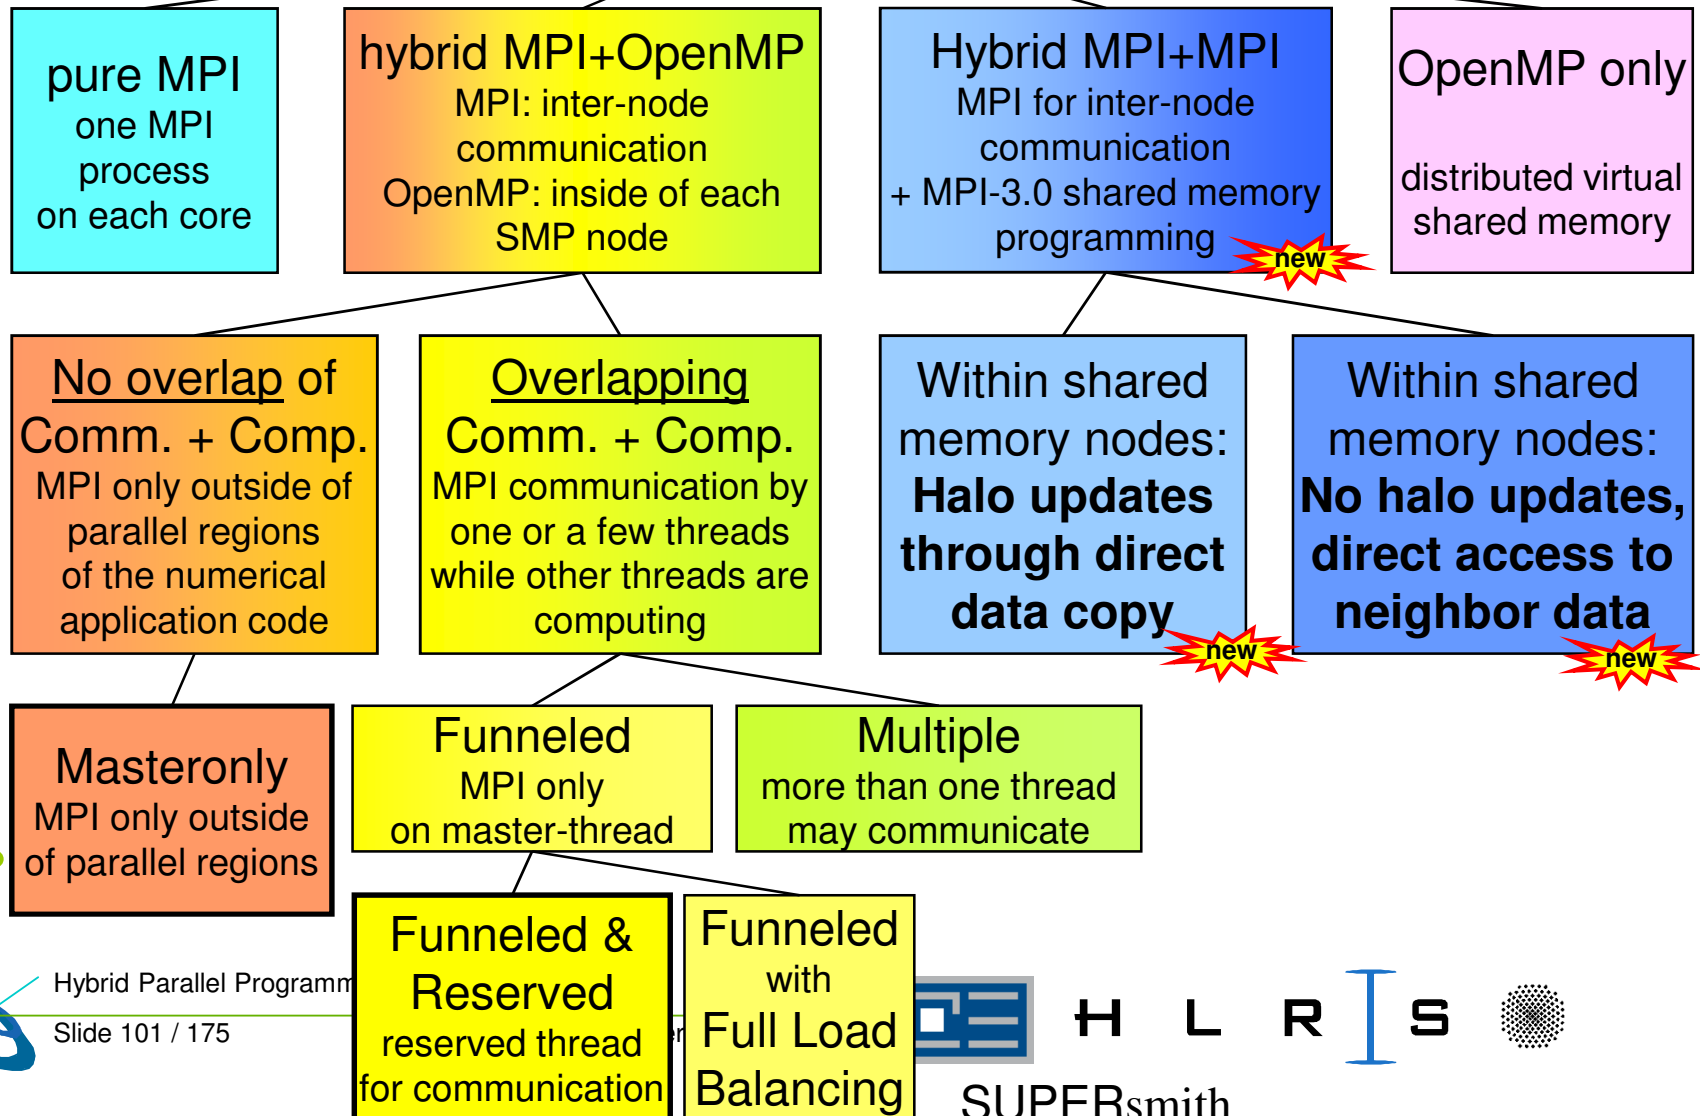 pure MPI
one MPI
process
on each core
hybrid MPI+OpenMP
MPI: inter-node
communication
OpenMP: inside of each
SMP node
Hybrid MPI+MPI
MPI for inter-node
communication
+ MPI-3.0 shared memory
programming
new
OpenMP only
distributed virtual
shared memory
No overlap of
Comm. + Comp.
MPI only outside of
parallel regions
of the numerical
application code
Overlapping
Comm. + Comp.
MPI communication by
one or a few threads
while other threads are
computing
Within shared
memory nodes:
Halo updates
through direct
data copy
new
Within shared
memory nodes:
No halo updates,
direct access to
neighbor data
new
Masteronly
MPI only outside
of parallel regions
Funneled
MPI only
on master-thread
Multiple
more than one thread
may communicate
Funneled &
Reserved
reserved thread
for communication
Funneled
with
Full Load
Balancing
Hybrid Parallel Programm
Slide 101 / 175
H L R I S
SUPERsmith